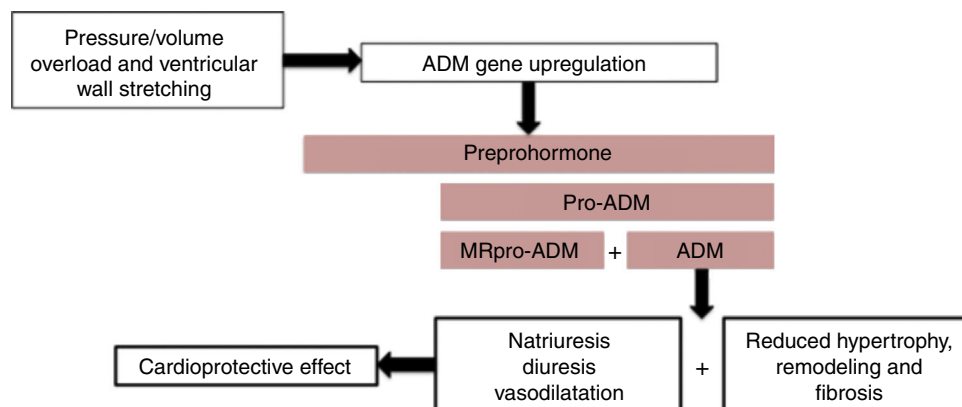 Pressure/volume
overload and ventricular
wall stretching
ADM gene upregulation
Preprohormone
Pro-ADM
MRpro-ADM + ADM
Natriuresis
diuresis
vasodilatation
+
Reduced hypertrophy,
remodeling and
fibrosis
Cardioprotective effect